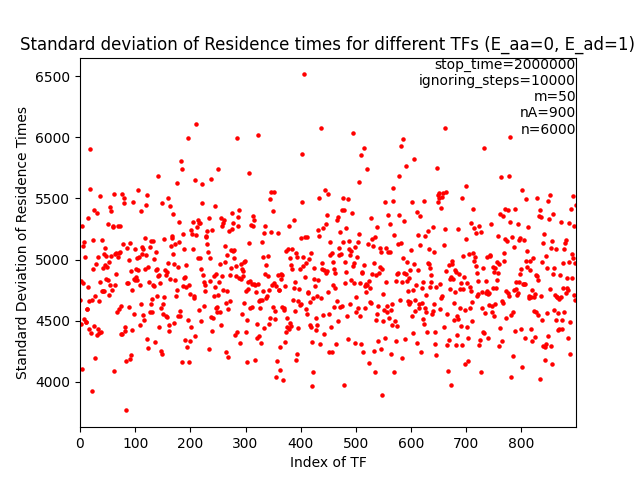 Standard deviation of Residence times for different TFs (E_aa=0, E_ad=1)
stop_time=2000000
ignoring_steps=10000
m=50
nA=900
n=6000
Standard Deviation of Residence Times
6500
6000
5500
5000
4500
4000
0 100 200 300 400 500 600 700 800
Index of TF